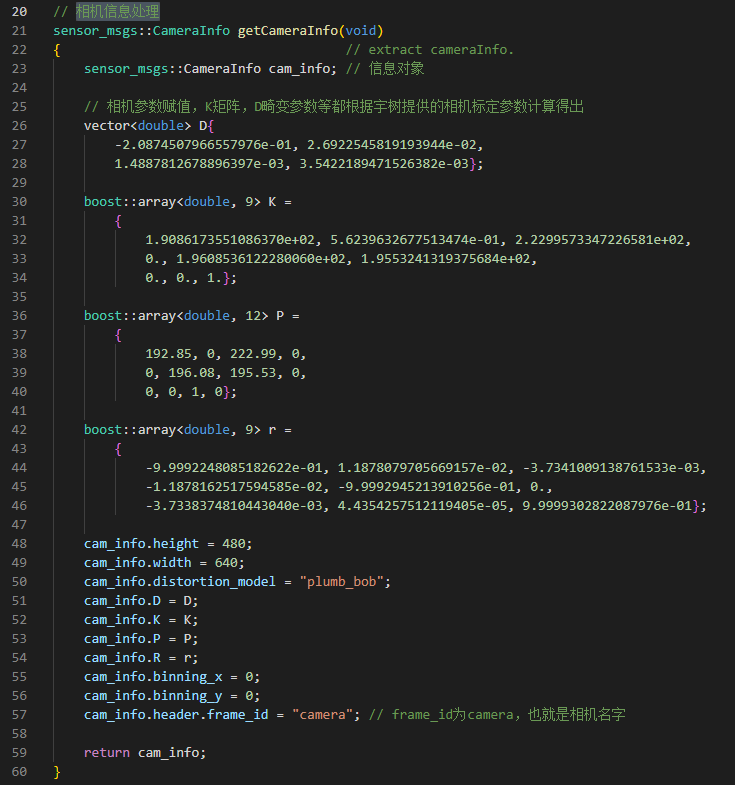 20 // 相机信息处理
21 sensor_msgs::CameraInfo getCameraInfo(void)
22 { // extract cameraInfo.
23 sensor_msgs::CameraInfo cam_info; // 信息对象
24
25 // 相机参数赋值，K矩阵，D畸变参数等都根据宇树提供的相机标定参数计算得出
26 vector<double> D{
27 -2.0874507966557976e-01, 2.6922545819193944e-02,
28 1.4887812678896397e-03, 3.5422189471526382e-03};
29
30 boost::array<double, 9> K =
31 {
32 1.9086173551086370e+02, 5.6239632677513474e-01, 2.2299573347226581e+02,
33 0., 1.9608536122280060e+02, 1.9553241319375684e+02,
34 0., 0., 1.};
35
36 boost::array<double, 12> P =
37 {
38 192.85, 0, 222.99, 0,
39 0, 196.08, 195.53, 0,
40 0, 0, 1, 0};
41
42 boost::array<double, 9> r =
43 {
44 -9.9992248085182622e-01, 1.1878079705669157e-02, -3.7341009138761533e-03,
45 -1.1878162517594585e-02, -9.9992945213910256e-01, 0.,
46 -3.7338374810443040e-03, 4.4354257512119405e-05, 9.9999302822087976e-01};
47
48 cam_info.height = 480;
49 cam_info.width = 640;
50 cam_info.distortion_model = "plumb_bob";
51 cam_info.D = D;
52 cam_info.K = K;
53 cam_info.P = P;
54 cam_info.R = r;
55 cam_info.binning_x = 0;
56 cam_info.binning_y = 0;
57 cam_info.header.frame_id = "camera"; // frame_id为camera，也就是相机名字
58
59 return cam_info;
60 }